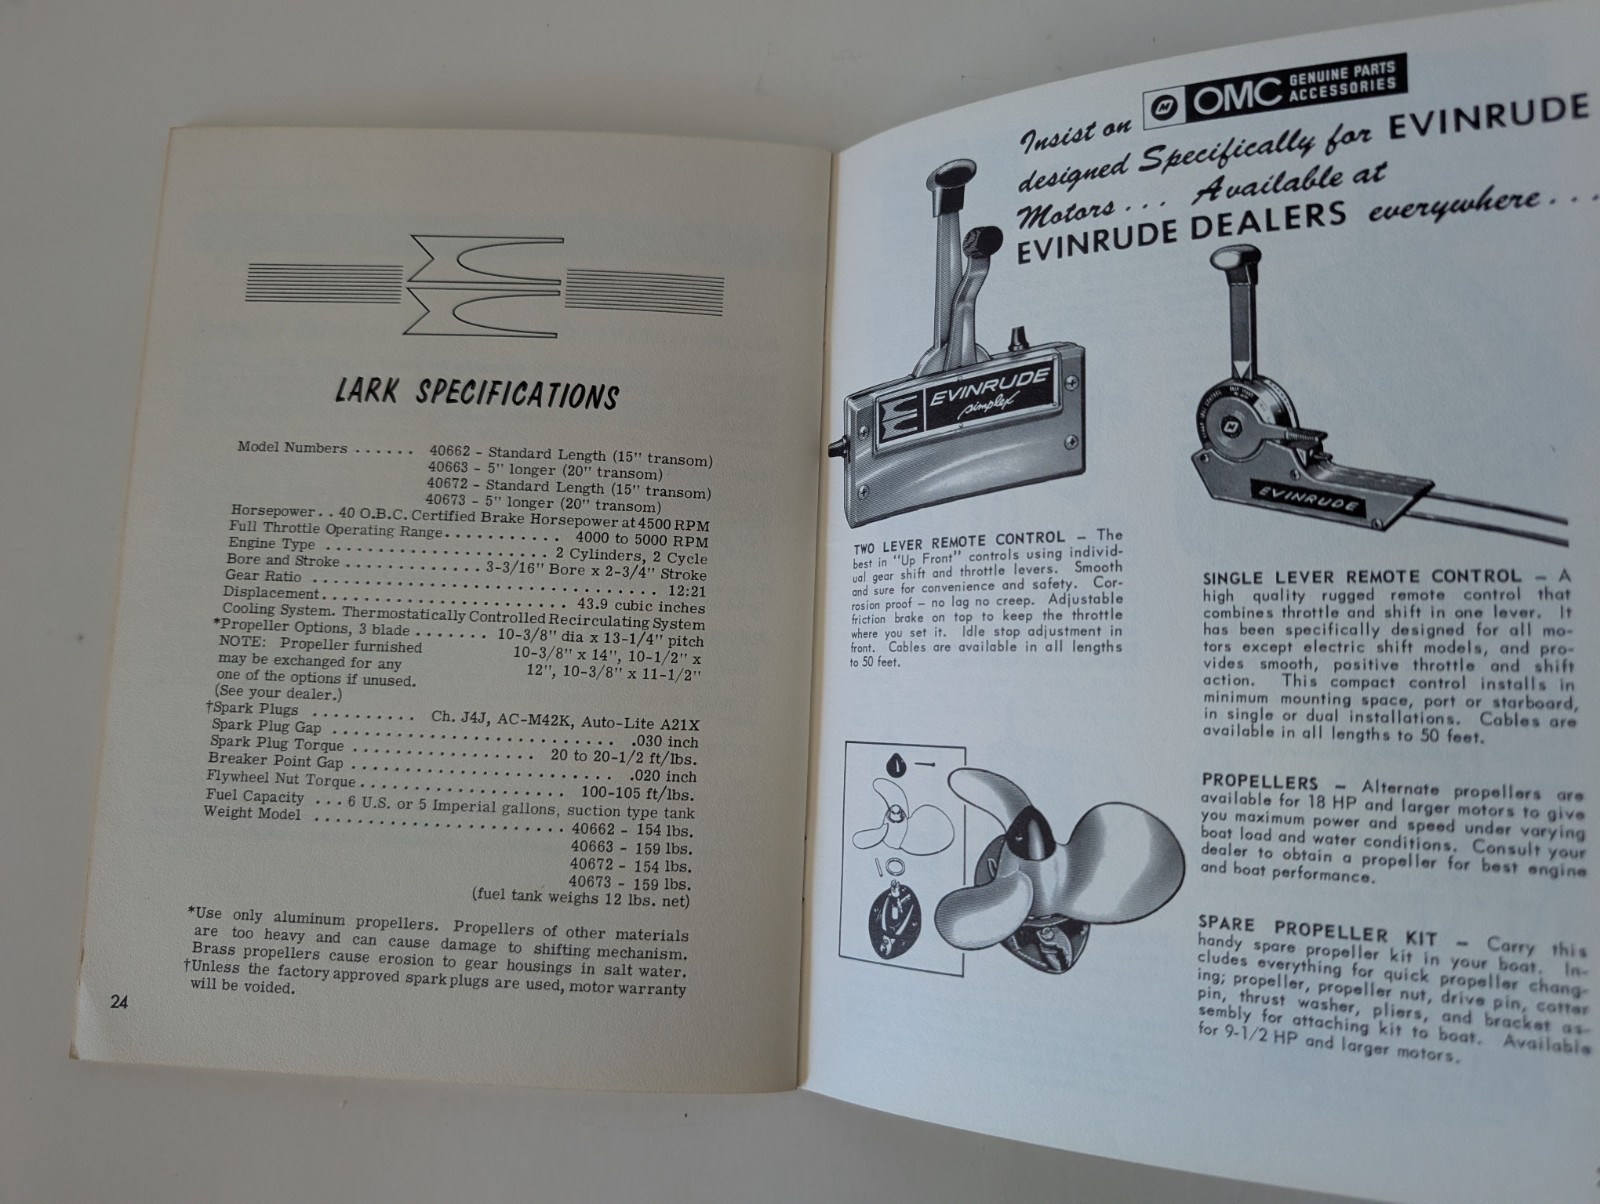 LARK SPECIFICATIONS
Model Numbers . . . . . . 40662 - Standard Length (15" transom)
40663 - 5" longer (20" transom)
40672 - Standard Length (15" transom)
40673 - 5" longer (20" transom)
Horsepower . . 40 O.B.C. Certified Brake Horsepower at 4500 RPM
Full Throttle Operating Range . . . . . . . . . . . 4000 to 5000 RPM
Engine Type . . . . . . . . . . . . . . . . . . . . . . 2 Cylinders, 2 Cycle
Bore and Stroke . . . . . . . . . . . . . 3-3/16" Bore x 2-3/4" Stroke
Gear Ratio . . . . . . . . . . . . . . . . . . . . . . . . . . . . . . . . . . 12:21
Displacement . . . . . . . . . . . . . . . . . . . . . . . . 43.9 cubic inches
Cooling System. Thermostatically Controlled Recirculating System
*Propeller Options, 3 blade . . . . . . . 10-3/8" dia x 13-1/4" pitch
NOTE: Propeller furnished 10-3/8" x 14", 10-1/2" x
may be exchanged for any 12", 10-3/8" x 11-1/2"
one of the options if unused.
(See your dealer.)
†Spark Plugs . . . . . . . . . . Ch. J4J, AC-M42K, Auto-Lite A21X
Spark Plug Gap . . . . . . . . . . . . . . . . . . . . . . . . . . . .030 inch
Spark Plug Torque . . . . . . . . . . . . . . . . . . 20 to 20-1/2 ft/lbs.
Breaker Point Gap . . . . . . . . . . . . . . . . . . . . . . . . . .020 inch
Flywheel Nut Torque . . . . . . . . . . . . . . . . . . . . 100-105 ft/lbs.
Fuel Capacity . . . 6 U.S. or 5 Imperial gallons, suction type tank
Weight Model . . . . . . . . . . . . . . . . . . . . . . . . 40662 - 154 lbs.
40663 - 159 lbs.
40672 - 154 lbs.
40673 - 159 lbs.
(fuel tank weighs 12 lbs. net)
*Use only aluminum propellers. Propellers of other materials
are too heavy and can cause damage to shifting mechanism.
Brass propellers cause erosion to gear housings in salt water.
†Unless the factory approved spark plugs are used, motor warranty
will be voided.
24
Insist on OMC GENUINE PARTS ACCESSORIES
designed Specifically for EVINRUDE
Motors . . . Available at
EVINRUDE DEALERS everywhere . . .
EVINRUDE
simplex
EVINRUDE
TWO LEVER REMOTE CONTROL – The
best in "Up Front" controls using individ-
ual gear shift and throttle levers. Smooth
and sure for convenience and safety. Cor-
rosion proof – no lag no creep. Adjustable
friction brake on top to keep the throttle
where you set it. Idle stop adjustment in
front. Cables are available in all lengths
to 50 feet.
SINGLE LEVER REMOTE CONTROL – A
high quality rugged remote control that
combines throttle and shift in one lever. It
has been specifically designed for all mo-
tors except electric shift models, and pro-
vides smooth, positive throttle and shift
action. This compact control installs in
minimum mounting space, port or starboard,
in single or dual installations. Cables are
available in all lengths to 50 feet.
PROPELLERS – Alternate propellers are
available for 18 HP and larger motors to give
you maximum power and speed under varying
boat load and water conditions. Consult your
dealer to obtain a propeller for best engine
and boat performance.
SPARE PROPELLER KIT – Carry this
handy spare propeller kit in your boat. In-
cludes everything for quick propeller chang-
ing; propeller, propeller nut, drive pin, cotter
pin, thrust washer, pliers, and bracket as-
sembly for attaching kit to boat. Available
for 9-1/2 HP and larger motors.